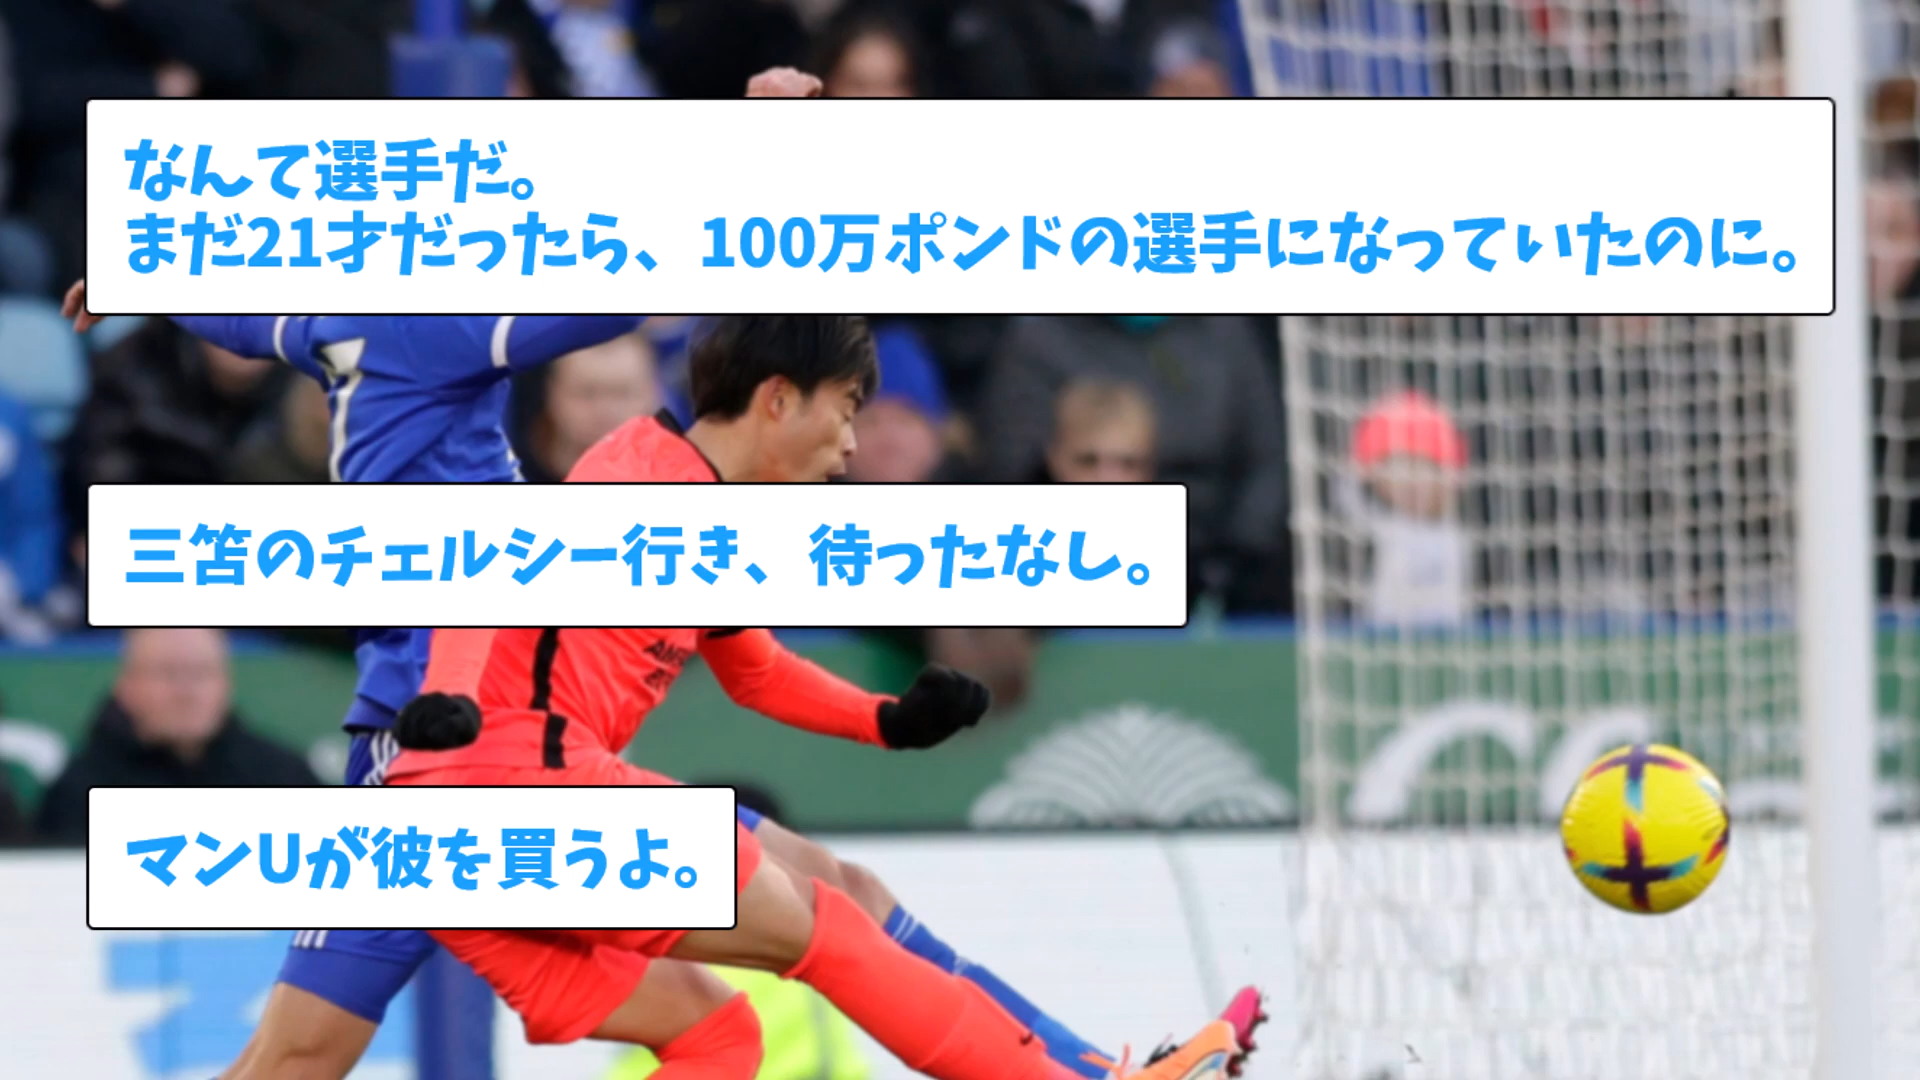 なんて選手だ。
まだ21才だったら、100万ポンドの選手になっていたのに。
三笘のチェルシー行き、待ったなし。
マンUが彼を買うよ。